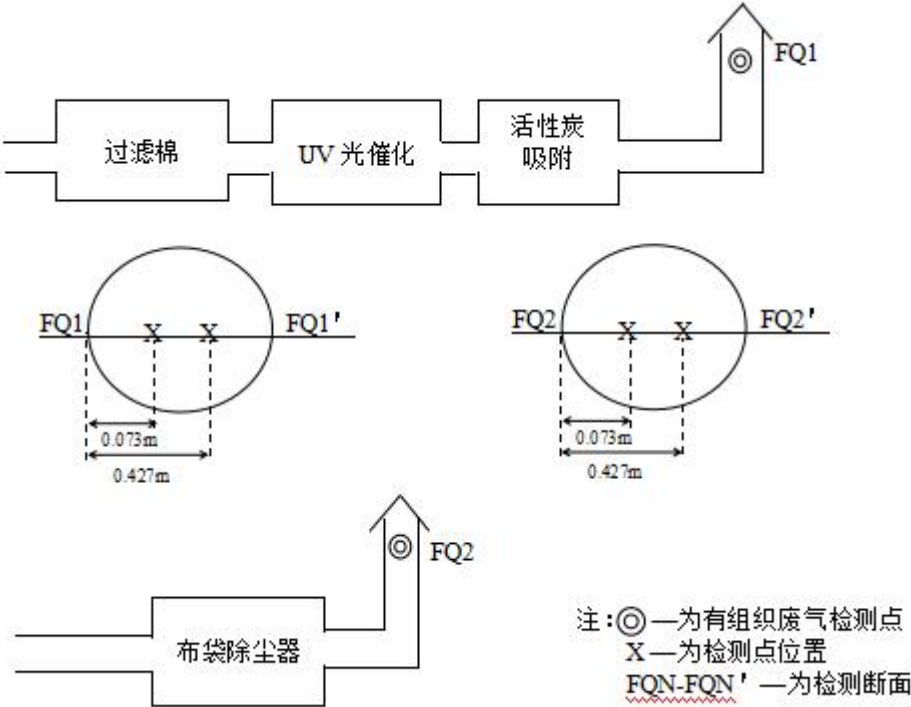 FQ1
过滤棉
UV 光催化
活性炭
吸附
FQ1 X X FQ1'
0.073m
0.427m
FQ2 X X FQ2'
0.073m
0.427m
FQ2
布袋除尘器
注:◎—为有组织废气检测点
X—为检测点位置
FQN-FQN' —为检测断面